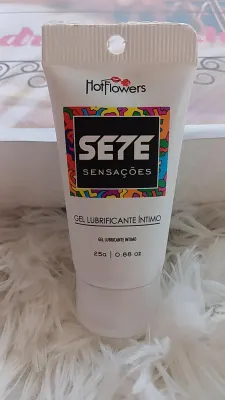 HotFlowers
SE7E
SENSAÇÕES
GEL LUBRIFICANTE ÍNTIMO
GEL LUBRIFICANTE ÍNTIMO
25g | 0.88 oz